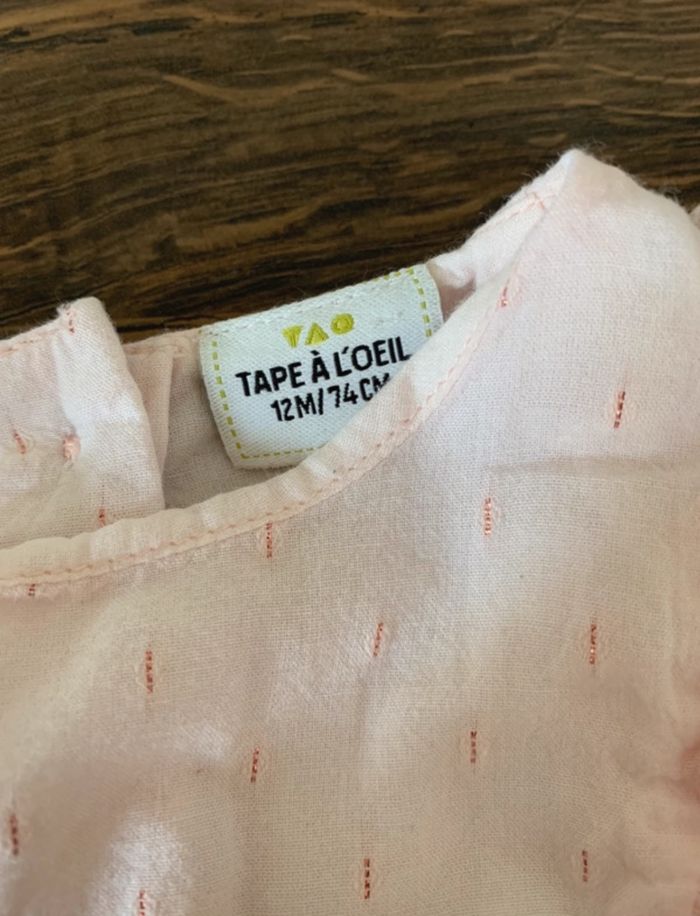 TAO
TAPE À L'OEIL
12M/74CM